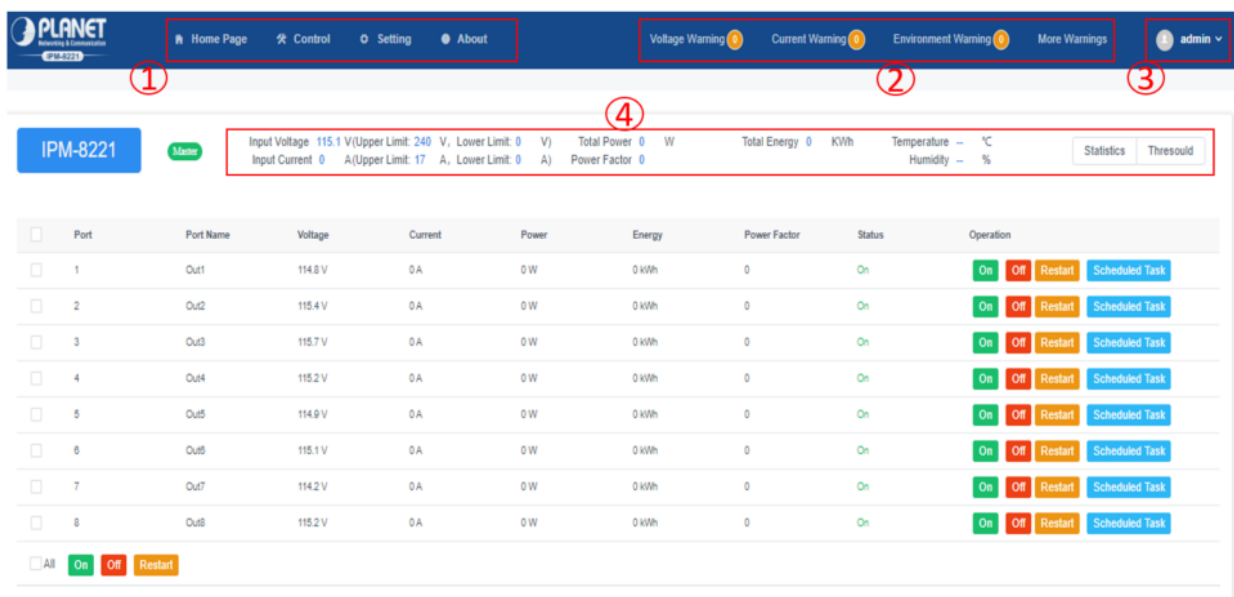 PLANET
Networking & Communication
IPM-8221
Home Page Control Setting About
Voltage Warning 0 Current Warning 0 Environment Warning 0 More Warnings
admin
① ② ③
④
IPM-8221 Master
Input Voltage 115.1 V(Upper Limit: 240 V, Lower Limit: 0 V) Total Power 0 W Total Energy 0 KWh Temperature -- ℃
Input Current 0 A(Upper Limit: 17 A, Lower Limit: 0 A) Power Factor 0 Humidity -- %
Statistics Thresould
Port Port Name Voltage Current Power Energy Power Factor Status Operation
1 Out1 114.8 V 0 A 0 W 0 kWh 0 On On Off Restart Scheduled Task
2 Out2 115.4 V 0 A 0 W 0 kWh 0 On On Off Restart Scheduled Task
3 Out3 115.7 V 0 A 0 W 0 kWh 0 On On Off Restart Scheduled Task
4 Out4 115.2 V 0 A 0 W 0 kWh 0 On On Off Restart Scheduled Task
5 Out5 114.9 V 0 A 0 W 0 kWh 0 On On Off Restart Scheduled Task
6 Out6 115.1 V 0 A 0 W 0 kWh 0 On On Off Restart Scheduled Task
7 Out7 114.2 V 0 A 0 W 0 kWh 0 On On Off Restart Scheduled Task
8 Out8 115.2 V 0 A 0 W 0 kWh 0 On On Off Restart Scheduled Task
All On Off Restart